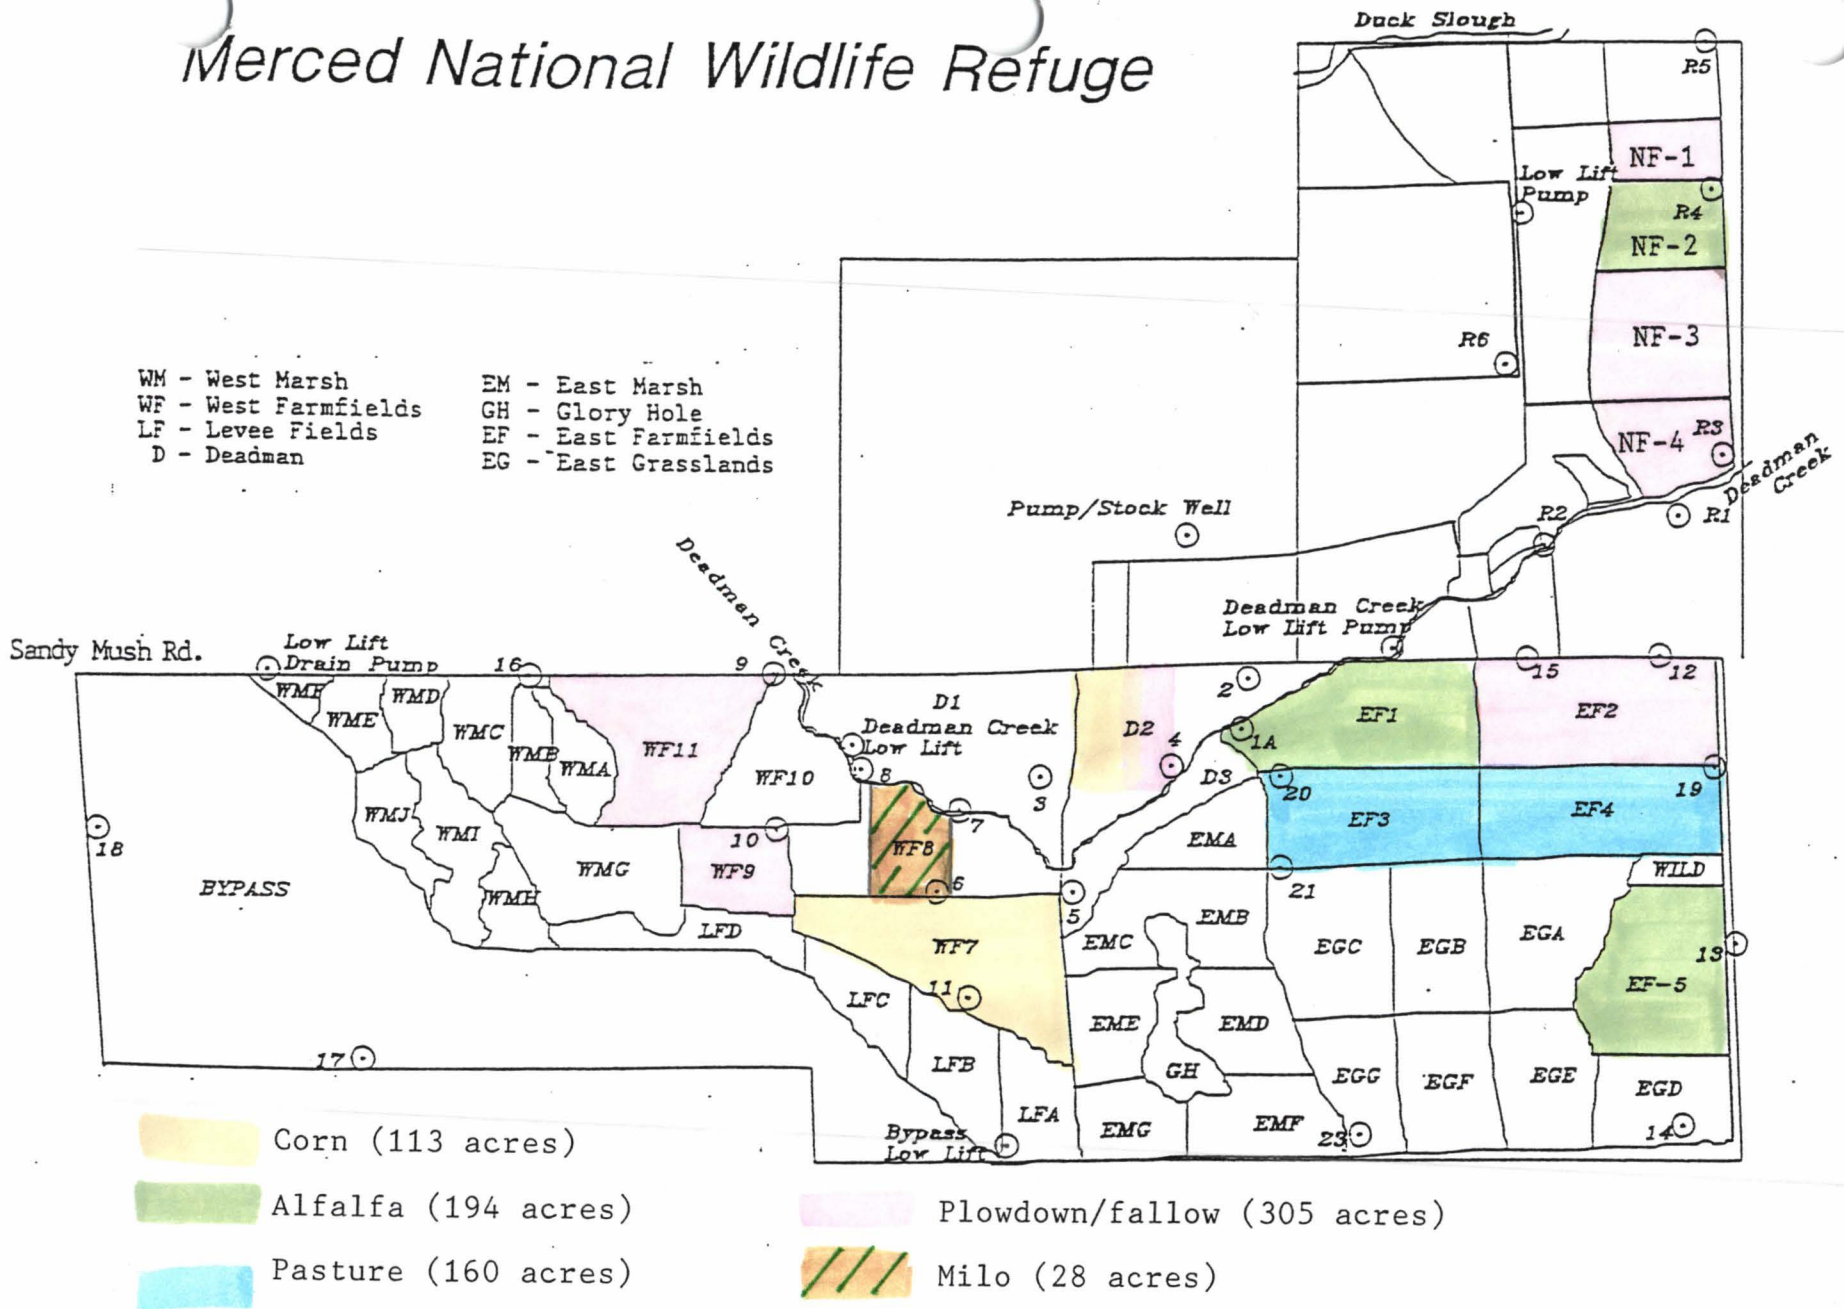 Merced National Wildlife Refuge
Duck Slough
R5
NF-1
Low Lift
Pump
R4
NF-2
R6
NF-3
NF-4
R3
Deadman
Creek
R1
R2
WM - West Marsh
WF - West Farmfields
LF - Levee Fields
D - Deadman
EM - East Marsh
GH - Glory Hole
EF - East Farmfields
EG - East Grasslands
Pump/Stock Well
Deadman Creek
Deadman Creek
Low Lift Pump
Sandy Mush Rd.
Low Lift
Drain Pump
16
9
15
12
WMF
WME
WMD
WMC
WMB
WMA
WF11
WF10
D1
Deadman Creek
Low Lift
8
D2
2
4
1A
EF1
EF2
D3
3
20
19
EF3
EF4
18
WMJ
WMI
WMG
WMH
10
WF9
WF8
7
6
5
EMA
21
WILD
BYPASS
LFD
WF7
EMC
EMB
EGC
EGB
EGA
13
EF-5
11
LFC
EME
EMD
17
LFB
GH
EGG
EGF
EGE
EGD
LFA
EMG
EMF
23
14
Bypass
Low Lift
Corn (113 acres)
Alfalfa (194 acres)
Pasture (160 acres)
Plowdown/fallow (305 acres)
Milo (28 acres)